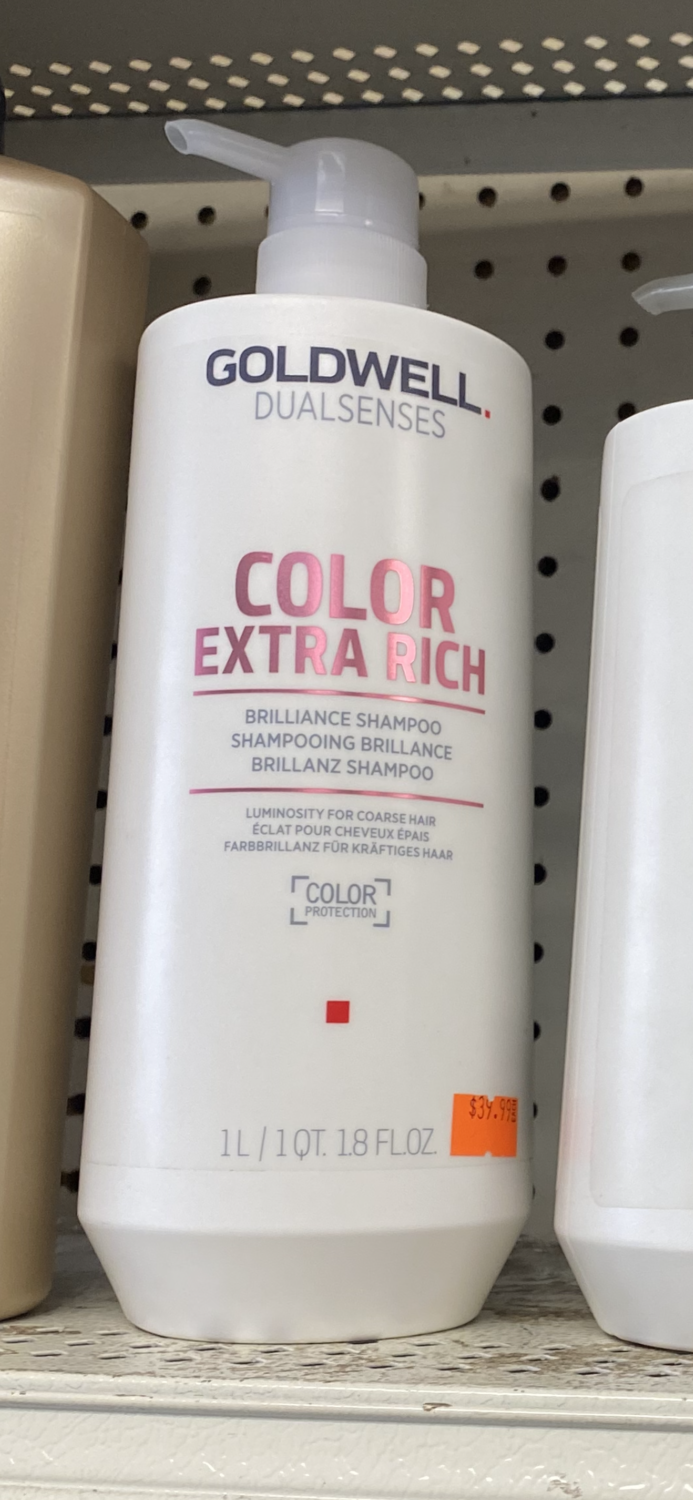 GOLDWELL.
DUALSENSES
COLOR
EXTRA RICH
BRILLIANCE SHAMPOO
SHAMPOOING BRILLANCE
BRILLANZ SHAMPOO
LUMINOSITY FOR COARSE HAIR
ÉCLAT POUR CHEVEUX ÉPAIS
FARBBRILLANZ FÜR KRÄFTIGES HAAR
COLOR
PROTECTION
1 L / 1 QT. 1.8 FL.OZ.